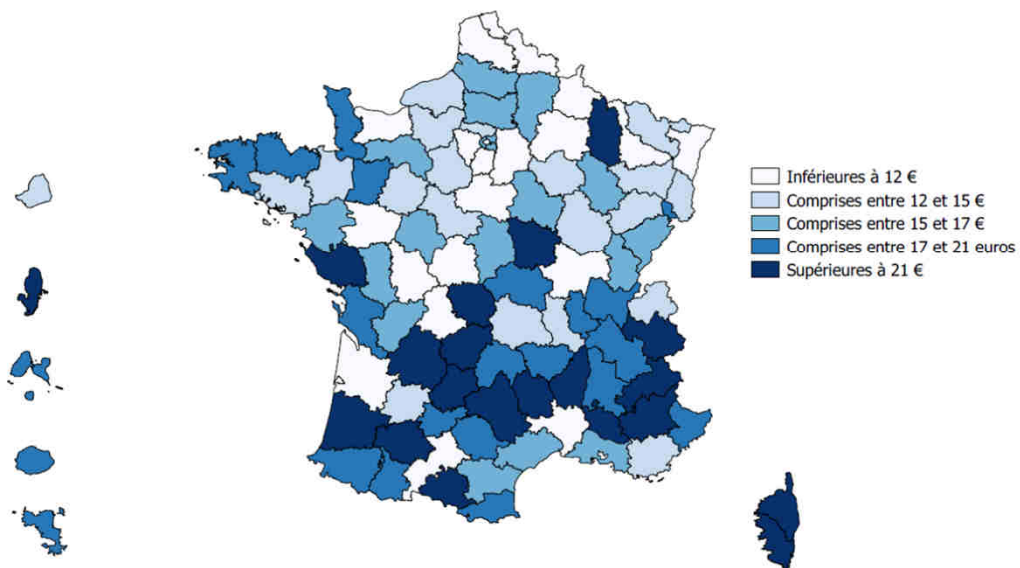 Inférieures à 12 €
Comprises entre 12 et 15 €
Comprises entre 15 et 17 €
Comprises entre 17 et 21 euros
Supérieures à 21 €